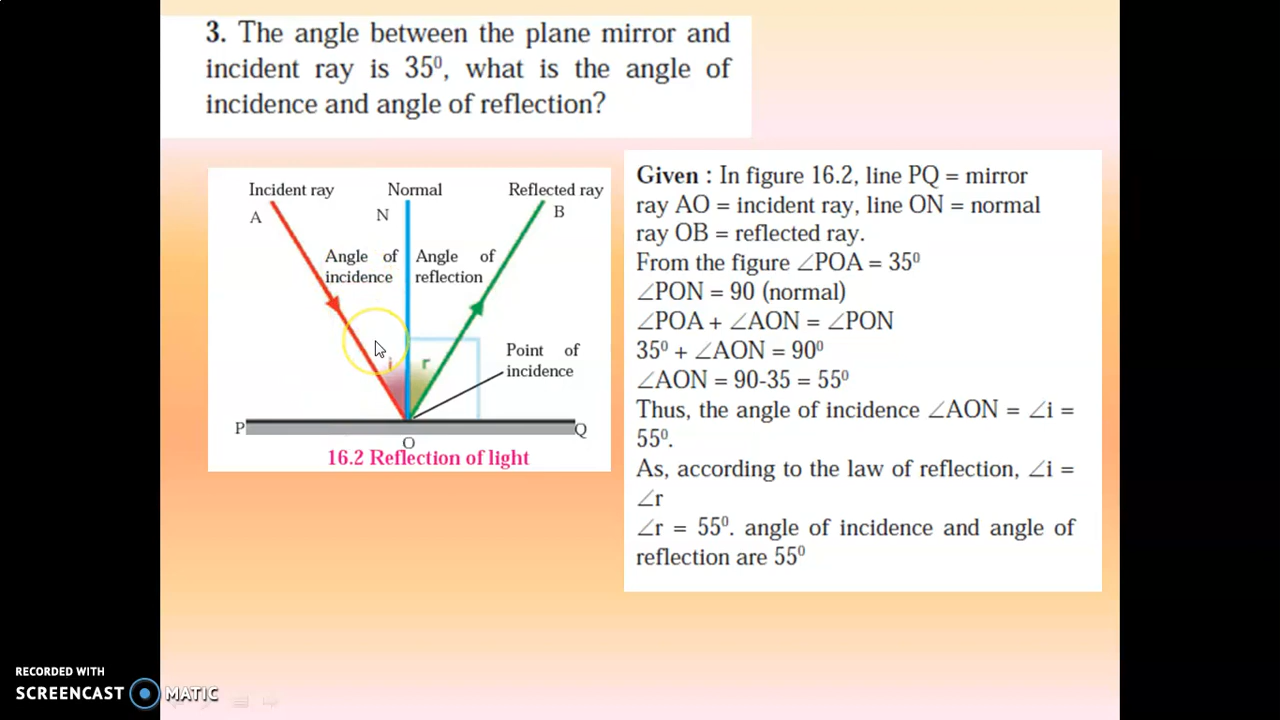 3. The angle between the plane mirror and
incident ray is 35⁰, what is the angle of
incidence and angle of reflection?
Incident ray
Normal
Reflected ray
A
N
B
Angle of
incidence
Angle of
reflection
i
r
Point of
incidence
P
O
Q
16.2 Reflection of light
Given : In figure 16.2, line PQ = mirror
ray AO = incident ray, line ON = normal
ray OB = reflected ray.
From the figure ∠POA = 35⁰
∠PON = 90 (normal)
∠POA + ∠AON = ∠PON
35⁰ + ∠AON = 90⁰
∠AON = 90-35 = 55⁰
Thus, the angle of incidence ∠AON = ∠i =
55⁰.
As, according to the law of reflection, ∠i =
∠r
∠r = 55⁰. angle of incidence and angle of
reflection are 55⁰
RECORDED WITH
SCREENCAST MATIC